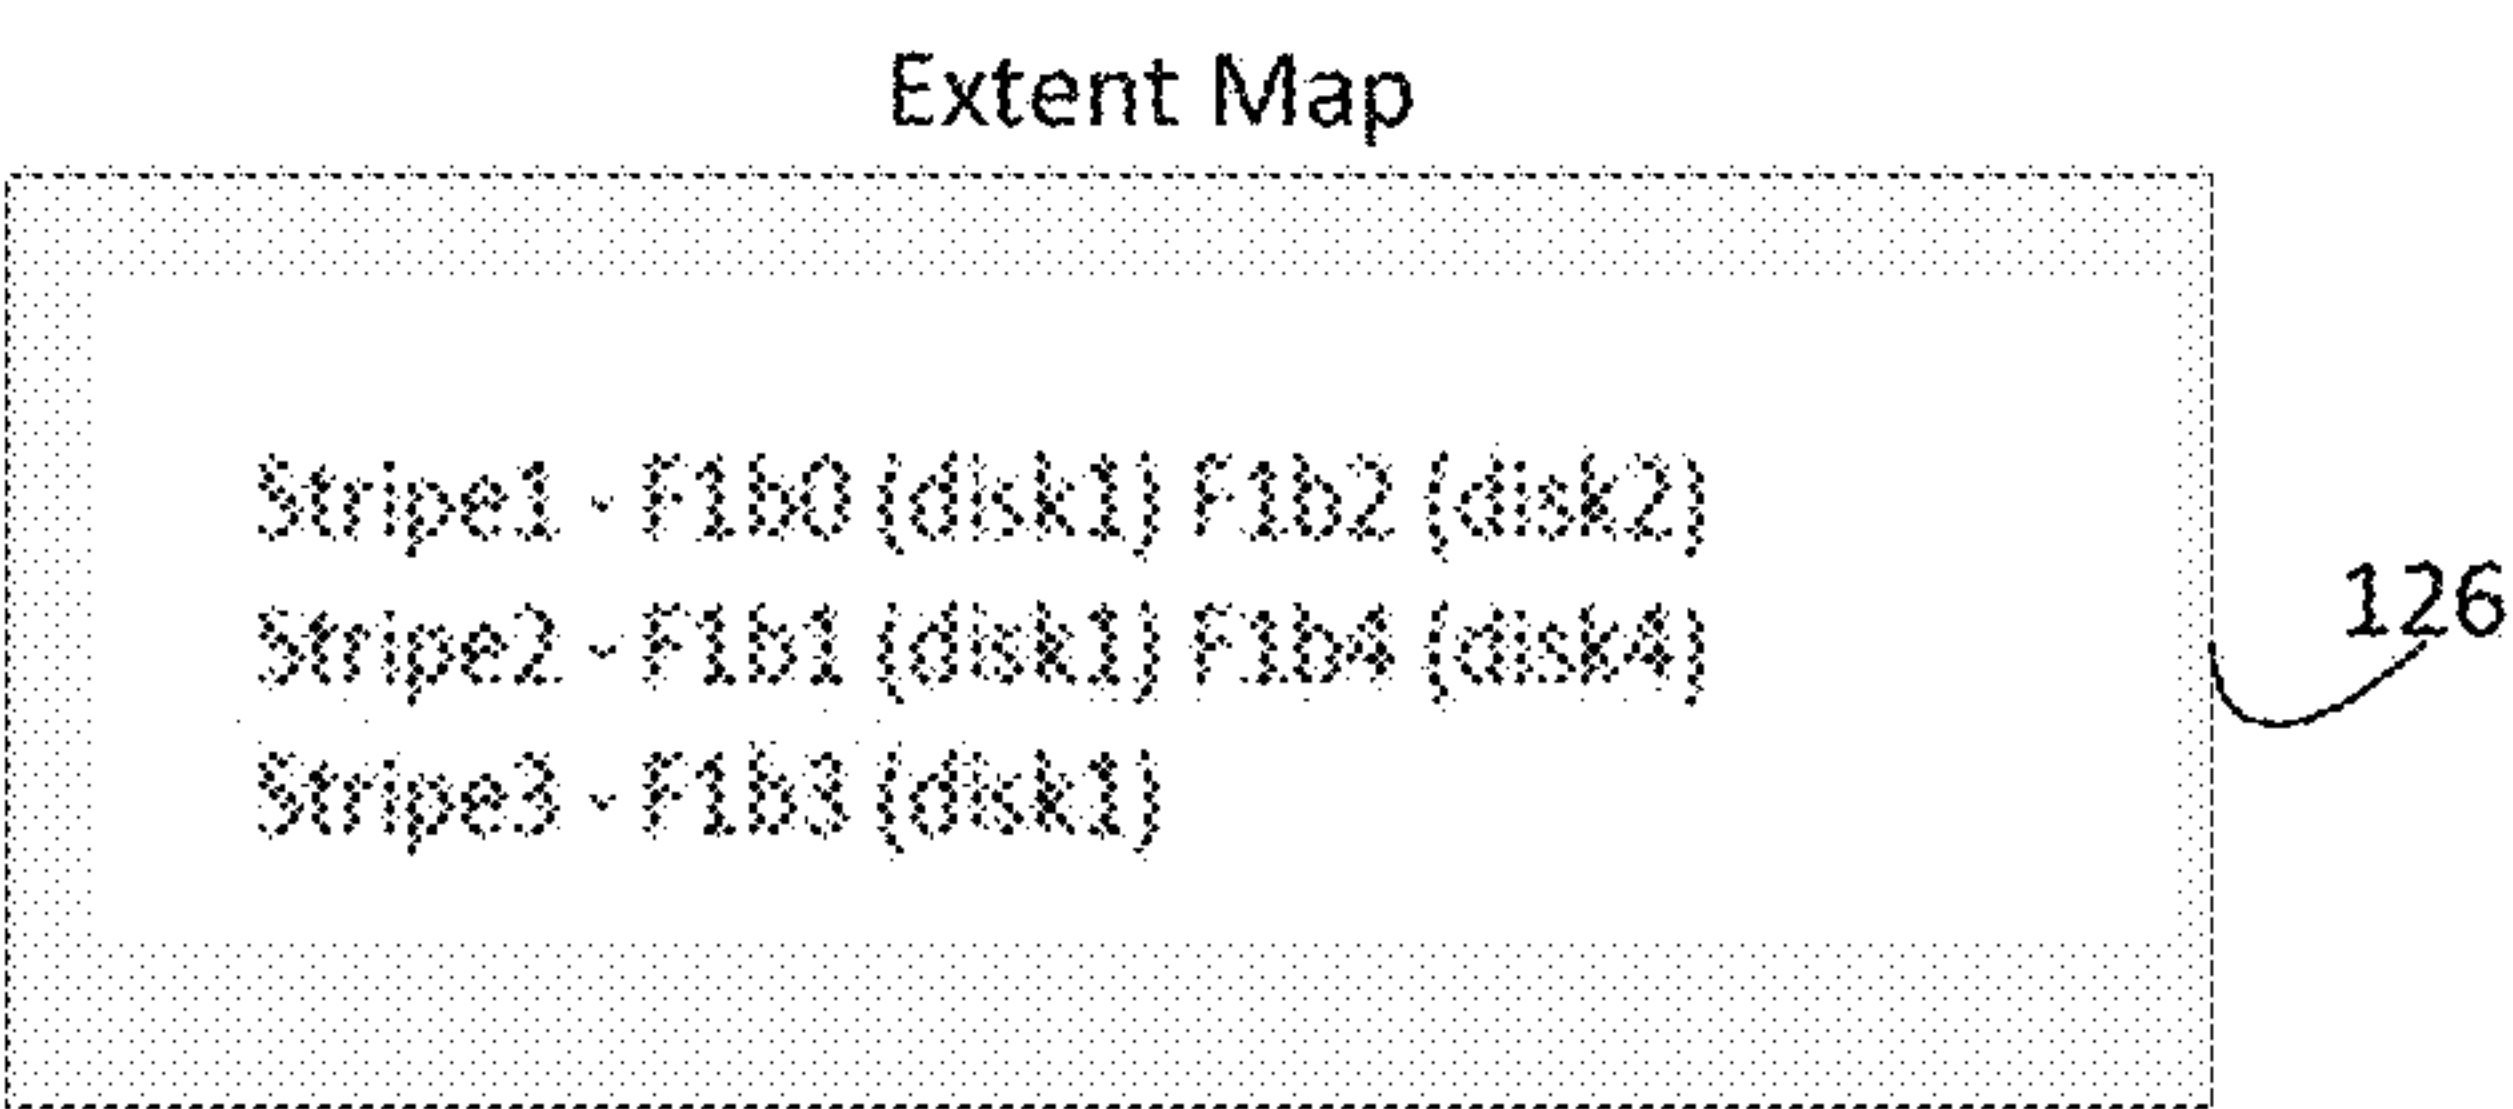 Extent Map
Stripe1 - F1b0 (disk1) F1b2 (disk2)
Stripe2 - F1b1 (disk1) F1b4 (disk4)
Stripe3 - F1b3 (disk1)
126